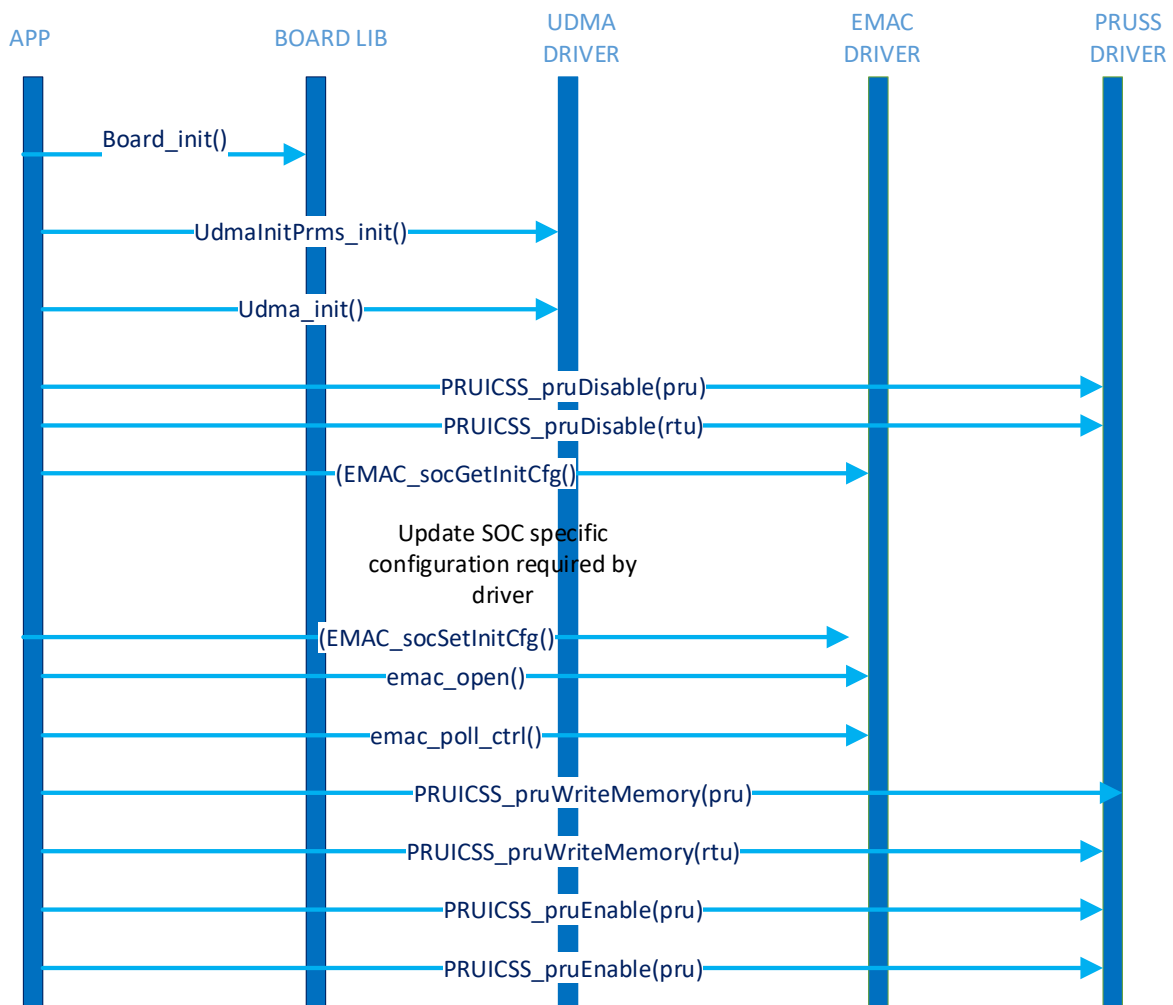 APP
BOARD LIB
UDMA
DRIVER
EMAC
DRIVER
PRUSS
DRIVER
Board_init()
UdmaInitPrms_init()
Udma_init()
PRUICSS_pruDisable(pru)
PRUICSS_pruDisable(rtu)
(EMAC_socGetInitCfg()
Update SOC specific
configuration required by
driver
(EMAC_socSetInitCfg()
emac_open()
emac_poll_ctrl()
PRUICSS_pruWriteMemory(pru)
PRUICSS_pruWriteMemory(rtu)
PRUICSS_pruEnable(pru)
PRUICSS_pruEnable(pru)